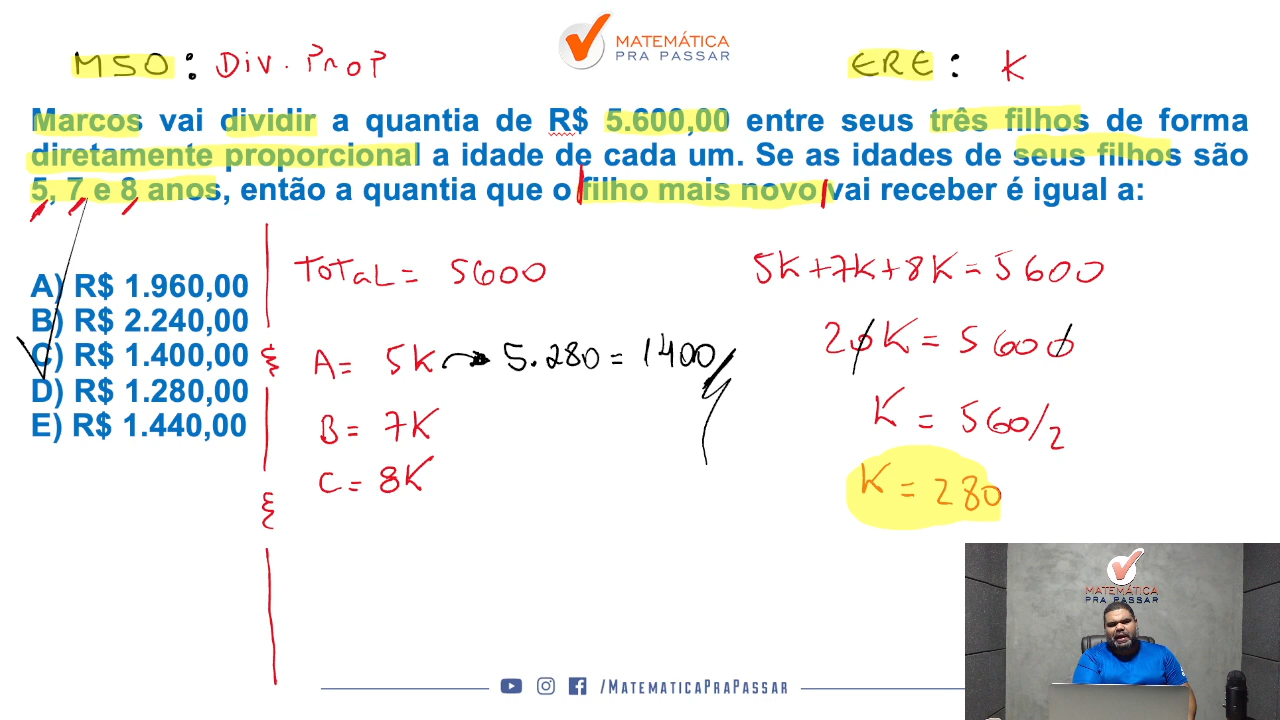 MATEMÁTICA
PRA PASSAR
MSO : DIV. PROP
ERE : K
Marcos vai dividir a quantia de R$ 5.600,00 entre seus três filhos de forma
diretamente proporcional a idade de cada um. Se as idades de seus filhos são
5, 7 e 8 anos, então a quantia que o filho mais novo vai receber é igual a:
A) R$ 1.960,00
B) R$ 2.240,00
C) R$ 1.400,00
D) R$ 1.280,00
E) R$ 1.440,00
TOTAL = 5600
A = 5K → 5.280 = 1400
B = 7K
C = 8K
5K+7K+8K=5600
20K = 5600
K = 560/2
K = 280
MATEMÁTICA
PRA PASSAR
/MATEMATICAPRAPASSAR